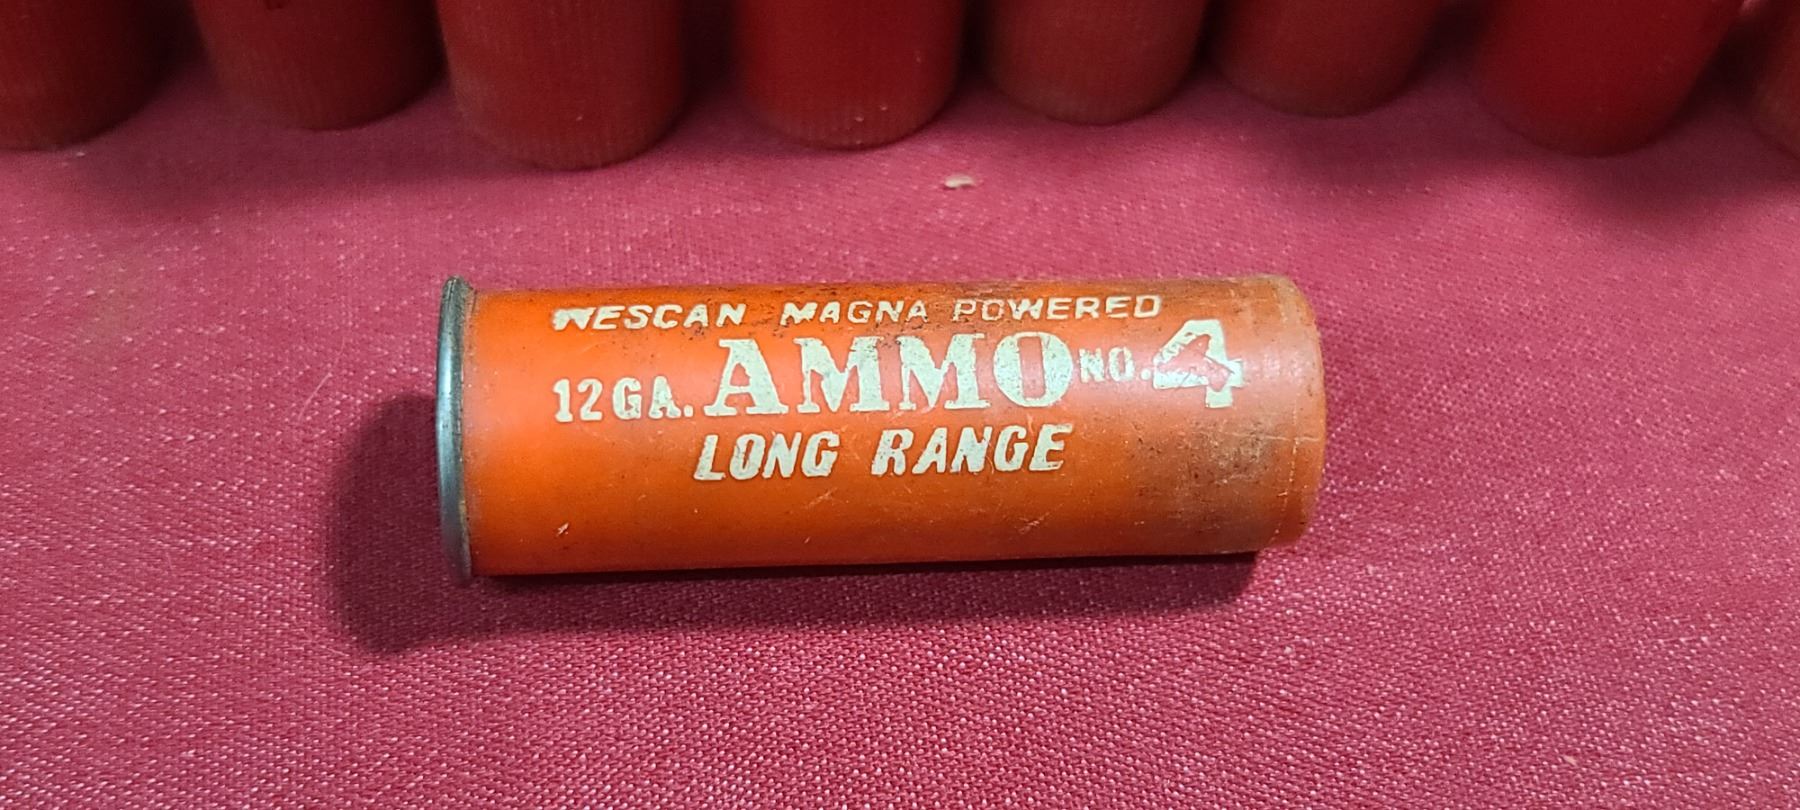 WESCAN MAGNA POWERED
12 GA. AMMO NO. 4
LONG RANGE